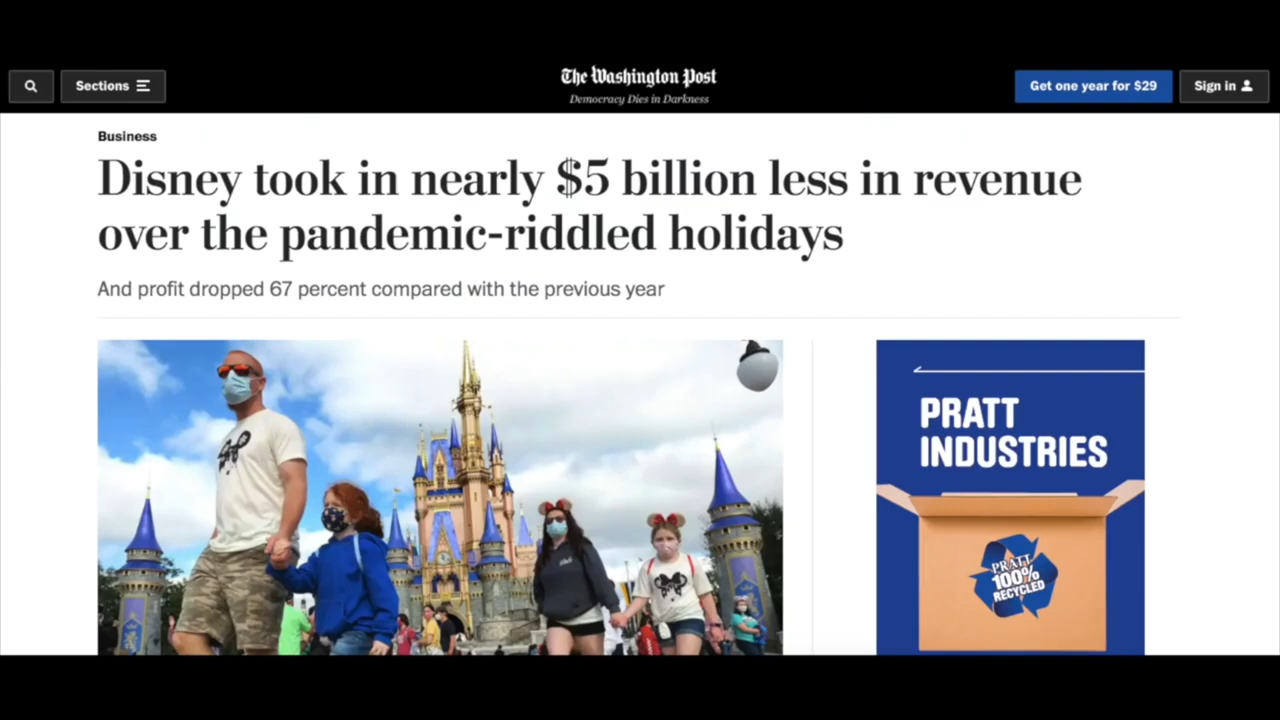 Sections
The Washington Post
Democracy Dies in Darkness
Get one year for $29
Sign in
Business
Disney took in nearly $5 billion less in revenue
over the pandemic-riddled holidays
And profit dropped 67 percent compared with the previous year
PRATT
INDUSTRIES
PRATT
100%
RECYCLED